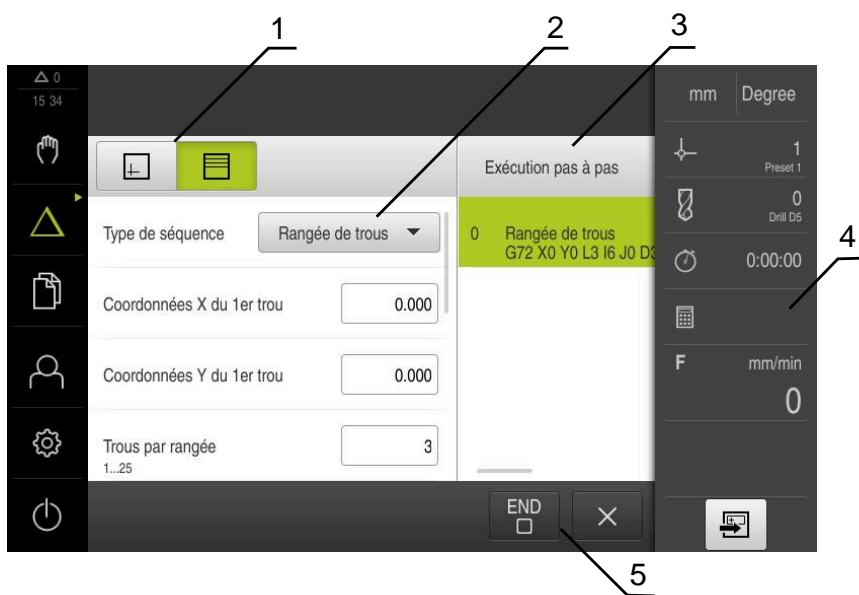 1
2
3
0
15 34
mm Degree
Exécution pas à pas
1
Preset 1
Type de séquence
Rangée de trous
0 Rangée de trous
G72 X0 Y0 L3 I6 J0 D3
0
Drill D5
4
0:00:00
Coordonnées X du 1er trou
0.000
Coordonnées Y du 1er trou
0.000
F mm/min
0
Trous par rangée
1...25
3
END
5